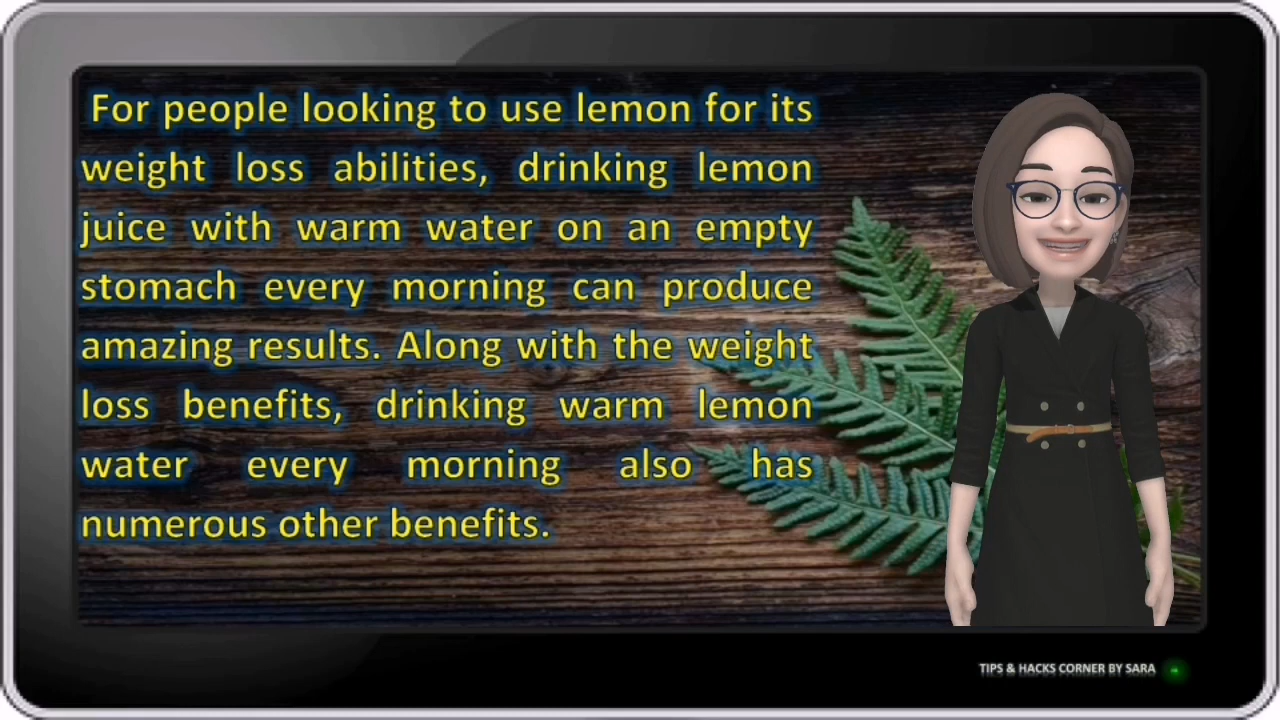 For people looking to use lemon for its
weight loss abilities, drinking lemon
juice with warm water on an empty
stomach every morning can produce
amazing results. Along with the weight
loss benefits, drinking warm lemon
water every morning also has
numerous other benefits.
TIPS & HACKS CORNER BY SARA